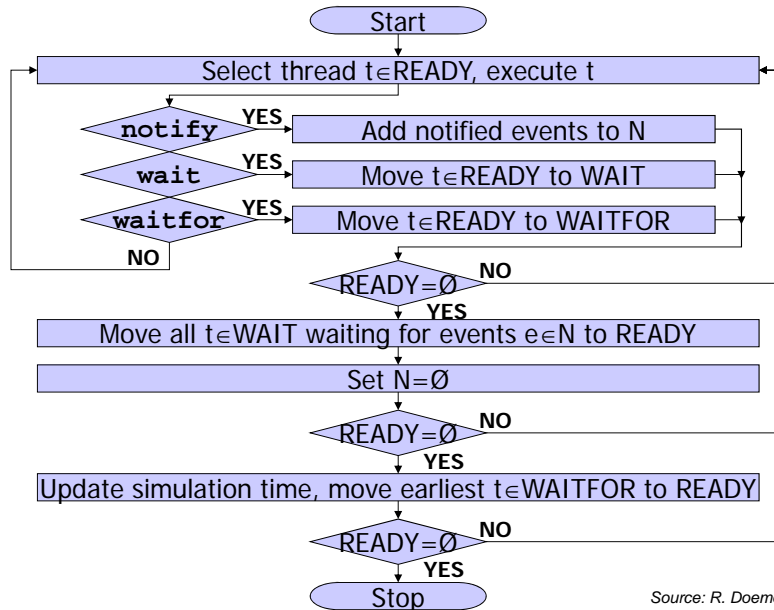 Start
Select thread t∈READY, execute t
notify
YES
Add notified events to N
wait
YES
Move t∈READY to WAIT
waitfor
YES
Move t∈READY to WAITFOR
NO
READY=Ø
NO
YES
Move all t∈WAIT waiting for events e∈N to READY
Set N=Ø
READY=Ø
NO
YES
Update simulation time, move earliest t∈WAITFOR to READY
READY=Ø
NO
YES
Stop
Source: R. Doeme